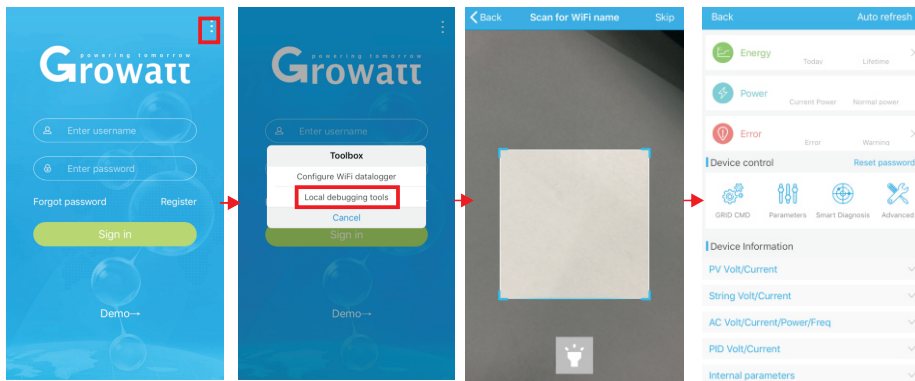 powering tomorrow
Growatt
Enter username
Enter password
Forgot password Register
Sign in
Demo→
powering tomorrow
Growatt
Enter username
Toolbox
Configure WiFi datalogger
Local debugging tools
Cancel
Sign in
Demo→
Back Scan for WiFi name Skip
Back Auto refresh
Energy
Today Lifetime
Power
Current Power Normal power
Error
Error Warning
Device control Reset password
GRID CMD Parameters Smart Diagnosis Advanced
Device Information
PV Volt/Current
String Volt/Current
AC Volt/Current/Power/Freq
PID Volt/Current
Internal parameters